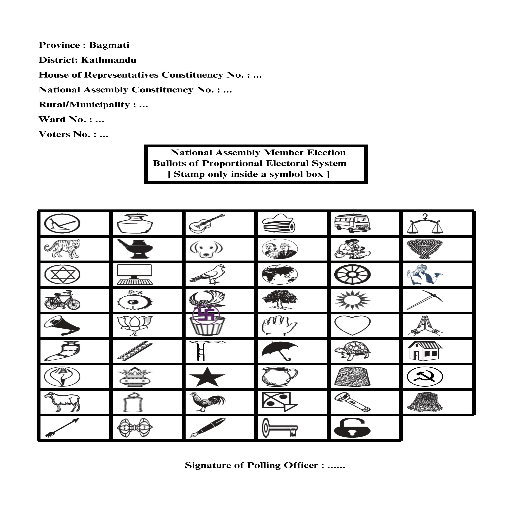 Province : Bagmati
District: Kathmandu
House of Representatives Constituency No. : ...
National Assembly Constituency No. : ...
Rural/Municipality : ...
Ward No. : ...
Voters No. : ...
National Assembly Member Election
Ballots of Proportional Electoral System
[ Stamp only inside a symbol box ]
Signature of Polling Officer : ......